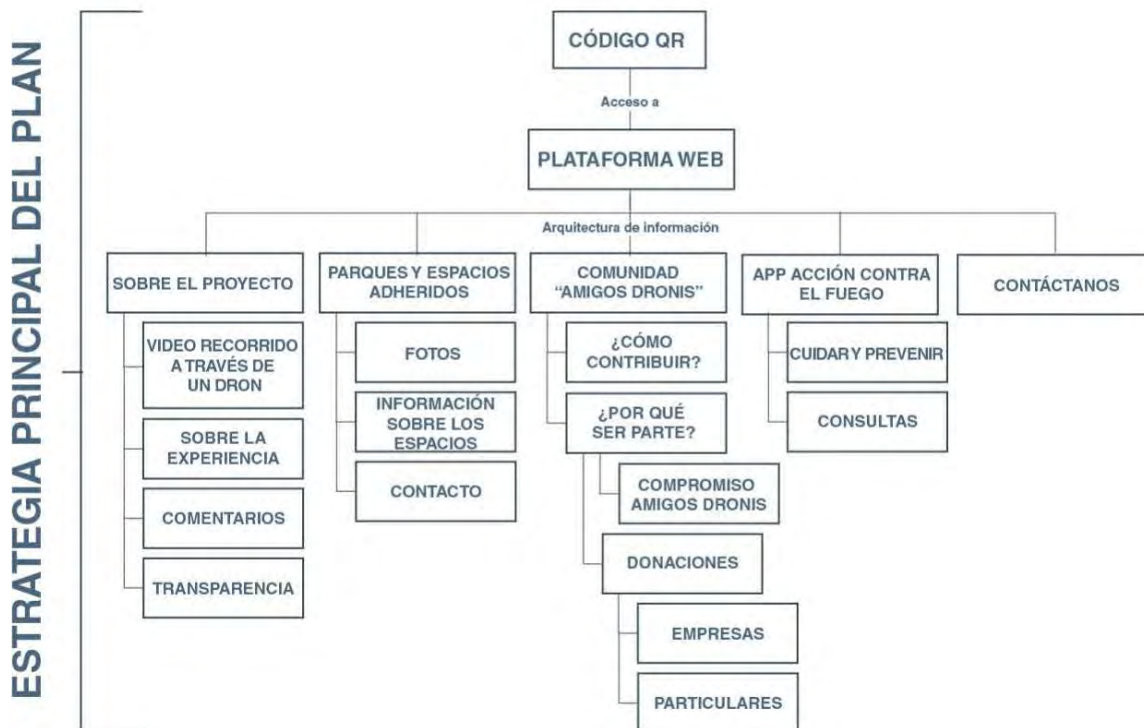 ESTRATEGIA PRINCIPAL DEL PLAN
CÓDIGO QR
Acceso a
PLATAFORMA WEB
Arquitectura de información
SOBRE EL PROYECTO
VIDEO RECORRIDO
A TRAVÉS DE
UN DRON
SOBRE LA
EXPERIENCIA
COMENTARIOS
TRANSPARENCIA
PARQUES Y ESPACIOS
ADHERIDOS
FOTOS
INFORMACIÓN
SOBRE LOS
ESPACIOS
CONTACTO
COMUNIDAD
“AMIGOS DRONIS”
¿CÓMO
CONTRIBUIR?
¿POR QUÉ
SER PARTE?
COMPROMISO
AMIGOS DRONIS
DONACIONES
EMPRESAS
PARTICULARES
APP ACCIÓN CONTRA
EL FUEGO
CUIDAR Y PREVENIR
CONSULTAS
CONTÁCTANOS